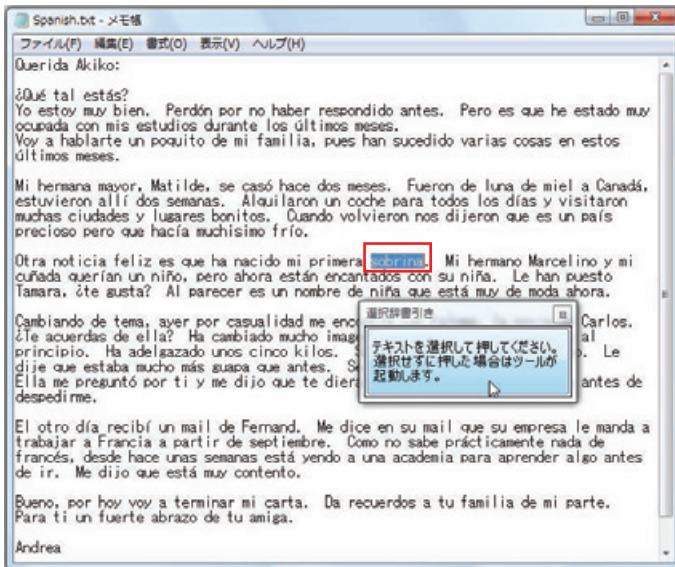 Spanish.txt - メモ帳
ファイル(F) 編集(E) 書式(O) 表示(V) ヘルプ(H)
Querida Akiko:
¿Qué tal estás?
Yo estoy muy bien. Perdón por no haber respondido antes. Pero es que he estado muy
ocupada con mis estudios durante los últimos meses.
Voy a hablarte un poquito de mi familia, pues han sucedido varias cosas en estos
últimos meses.
Mi hermana mayor, Matilde, se casó hace dos meses. Fueron de luna de miel a Canadá,
estuvieron allí dos semanas. Alquilaron un coche para todos los días y visitaron
muchas ciudades y lugares bonitos. Cuando volvieron nos dijeron que es un país
precioso pero que hacía muchisimo frío.
Otra noticia feliz es que ha nacido mi primera sobrina. Mi hermano Marcelino y mi
cuñada querían un niño, pero ahora están encantados con su niña. Le han puesto
Tamara, ¿te gusta? Al parecer es un nombre de niña que está muy de moda ahora.
Cambiando de tema, ayer por casualidad me enco Carlos.
¿Te acuerdas de ella? Ha cambiado mucho imag al
principio. Ha adelgazado unos cinco kilos. Le
dije que estaba mucho más guapa que antes.
Ella me preguntó por ti y me dijo que te diera antes de
despedirme.
選択辞書引き
テキストを選択して押してください。
選択せずに押した場合はツールが
起動します。
El otro día recibí un mail de Fernand. Me dice en su mail que su empresa le manda a
trabajar a Francia a partir de septiembre. Como no sabe prácticamente nada de
francés, desde hace unas semanas está yendo a una academia para aprender algo antes
de ir. Me dijo que está muy contento.
Bueno, por hoy voy a terminar mi carta. Da recuerdos a tu familia de mi parte.
Para ti un fuerte abrazo de tu amiga.
Andrea